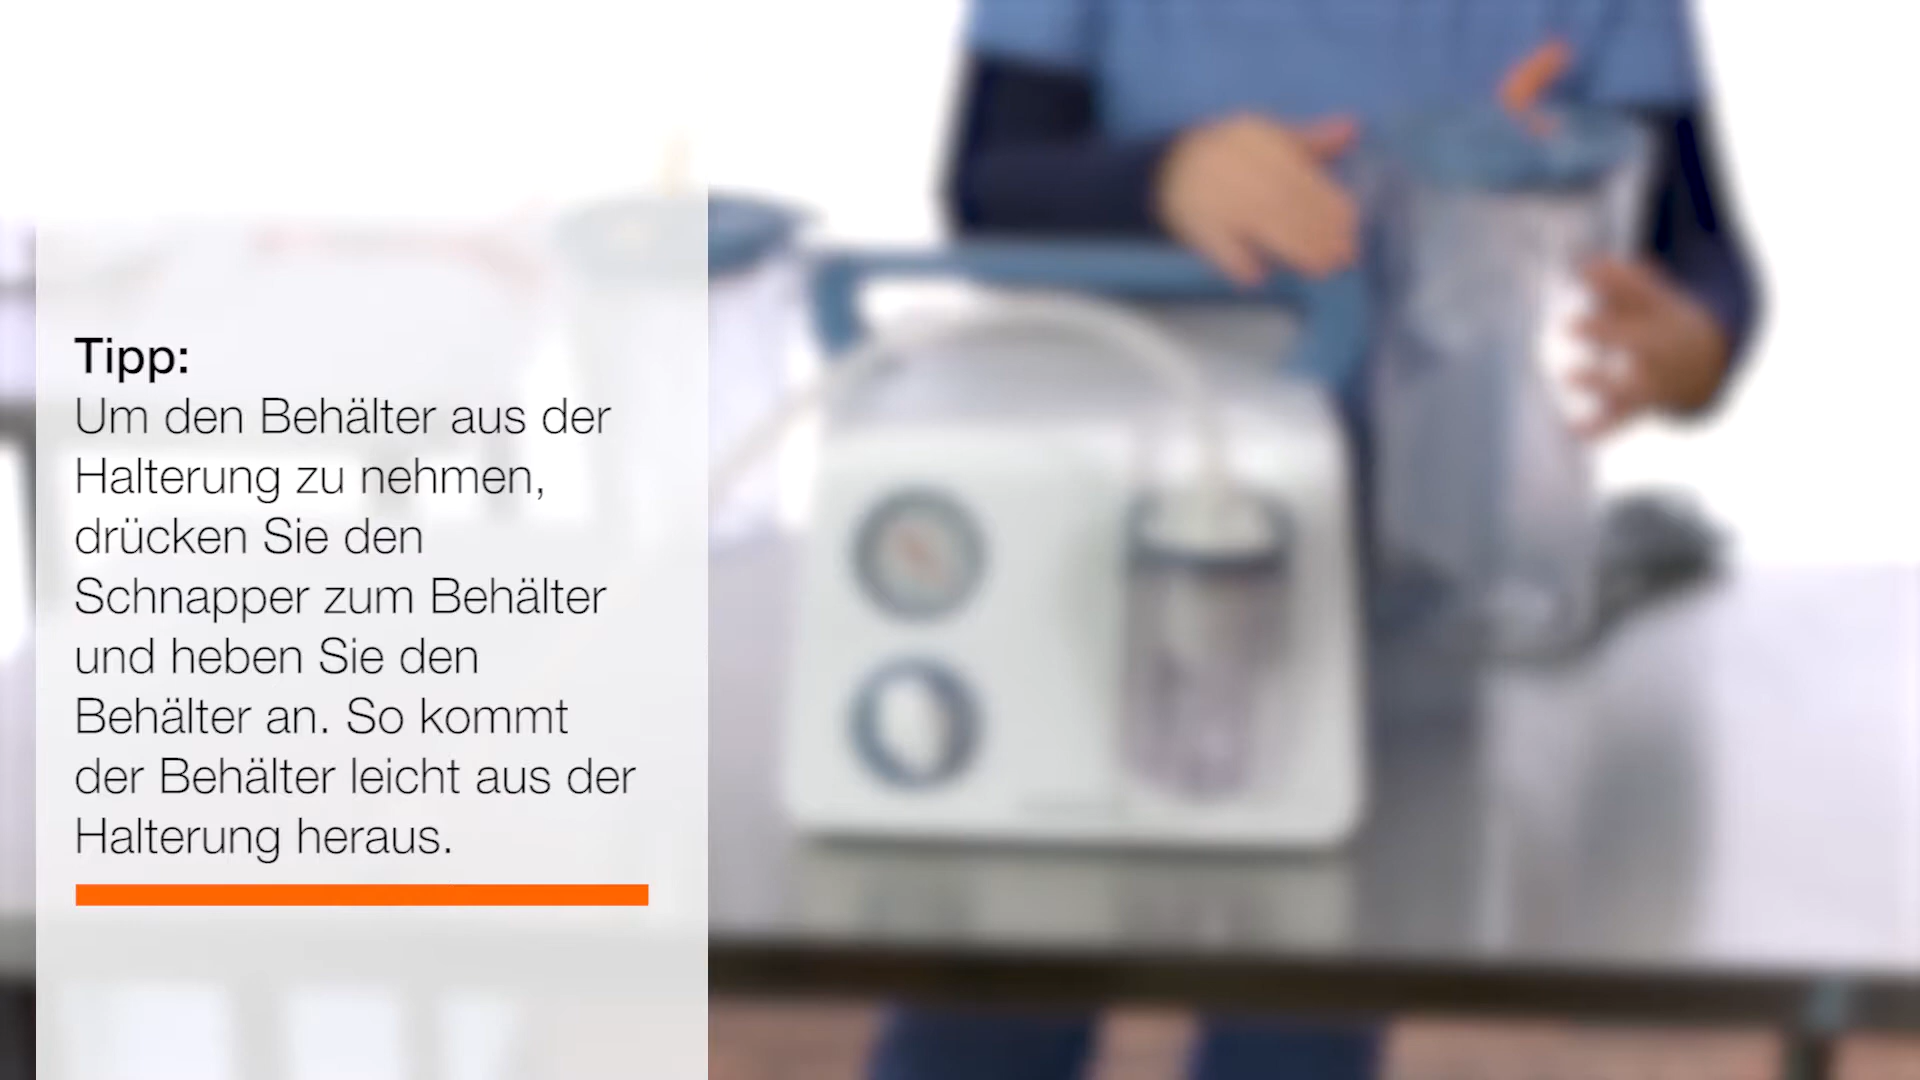 Tipp:
Um den Behälter aus der
Halterung zu nehmen,
drücken Sie den
Schnapper zum Behälter
und heben Sie den
Behälter an. So kommt
der Behälter leicht aus der
Halterung heraus.